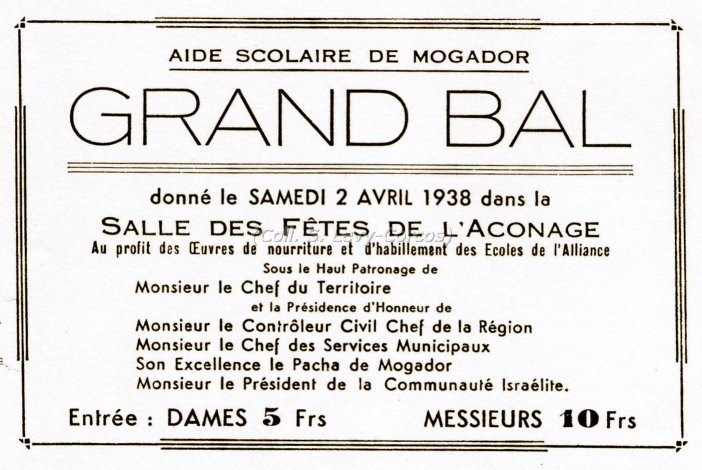 AIDE SCOLAIRE DE MOGADOR
GRAND BAL
donné le SAMEDI 2 AVRIL 1938 dans la
SALLE DES FÊTES DE L'ACONAGE
(Coll. S. Levy-Corcos)
Au profit des Œuvres de nourriture et d'habillement des Ecoles de l'Alliance
Sous le Haut Patronage de
Monsieur le Chef du Territoire
et la Présidence d'Honneur de
Monsieur le Contrôleur Civil Chef de la Région
Monsieur le Chef des Services Municipaux
Son Excellence le Pacha de Mogador
Monsieur le Président de la Communauté Israélite.
Entrée : DAMES 5 Frs MESSIEURS 10 Frs